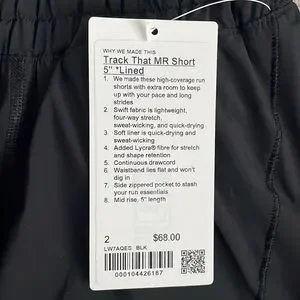 WHY WE MADE THIS
Track That MR Short
5" *Lined
1. We made these high-coverage run
shorts with extra room to keep
up with your pace and long
strides
2. Swift fabric is lightweight,
four-way stretch,
sweat-wicking, and quick-drying
3. Soft liner is quick-drying and
sweat-wicking
4. Added Lycra® fibre for stretch
and shape retention
5. Continuous drawcord
6. Waistband lies flat and won't
dig in
7. Side zippered pocket to stash
your run essentials
8. Mid rise, 5" length
2 $68.00
LW7AQES BLK
000104426187